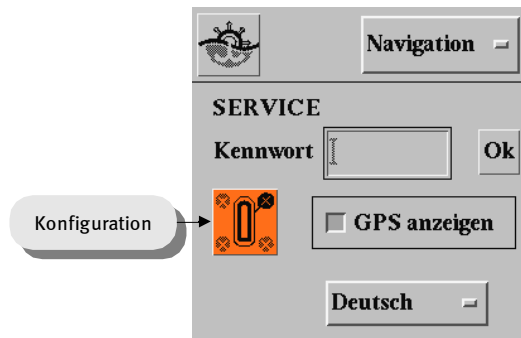 Navigation
SERVICE
Kennwort
Ok
Konfiguration
GPS anzeigen
Deutsch